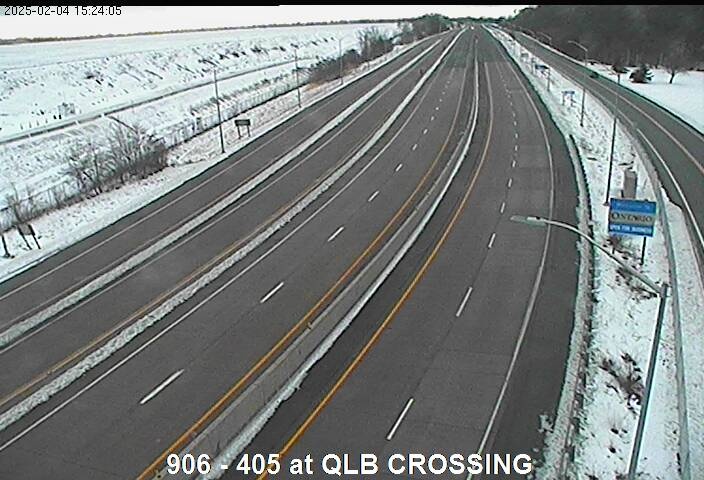 2025-02-04 15:24:05
ONTARIO
OPEN FOR BUSINESS
906 - 405 at QLB CROSSING